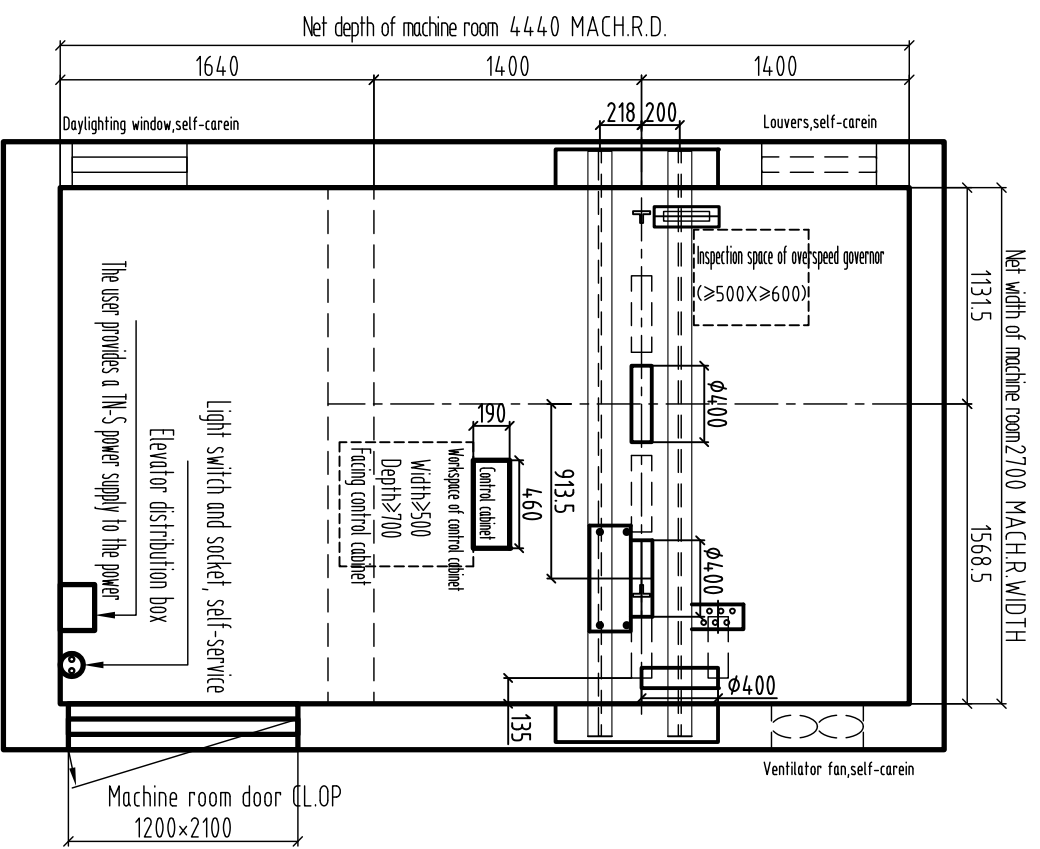 Net depth of machine room 4440 MACH.R.D.
1640
1400
1400
218
200
Daylighting window,self-carein
Louvers,self-carein
Inspection space of overspeed governor
(≥500X≥600)
1131.5
Net width of machine room2700 MACH.R.WIDTH
1568.5
ϕ400
190
Control cabinet
460
913.5
Workspace of control cabinet
Width≥500
Depth≥700
Facing control cabinet
ϕ400
ϕ400
135
Light switch and socket, self-service
Elevator distribution box
The user provides a TN-S power supply to the power
Ventilator fan,self-carein
Machine room door CL.OP
1200×2100